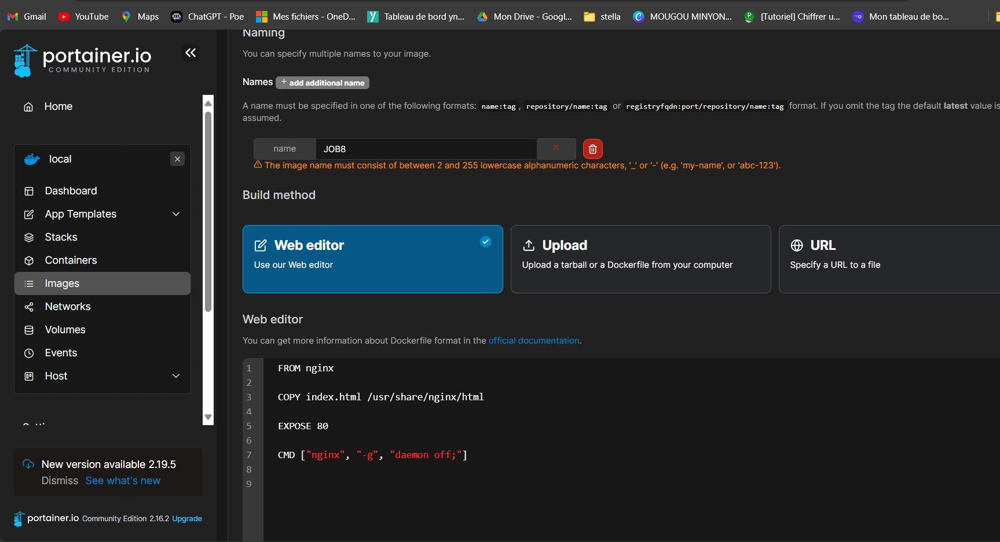 Gmail YouTube Maps ChatGPT - Poe Mes fichiers - OneD... Tableau de bord yn... Mon Drive - Googl... stella MOUGOU MINYON... [Tutoriel] Chiffrer u... Mon tableau de bo...
portainer.io
COMMUNITY EDITION
Home
local
Dashboard
App Templates
Stacks
Containers
Images
Networks
Volumes
Events
Host
New version available 2.19.5
Dismiss See what's new
portainer.io Community Edition 2.16.2 Upgrade
Naming
You can specify multiple names to your image.
Names + add additional name
A name must be specified in one of the following formats: name:tag , repository/name:tag or registryfqdn:port/repository/name:tag format. If you omit the tag the default latest value is
assumed.
name JOB8
The image name must consist of between 2 and 255 lowercase alphanumeric characters, '_' or '-' (e.g. 'my-name', or 'abc-123').
Build method
Web editor
Use our Web editor
Upload
Upload a tarball or a Dockerfile from your computer
URL
Specify a URL to a file
Web editor
You can get more information about Dockerfile format in the official documentation.
1 FROM nginx
2
3 COPY index.html /usr/share/nginx/html
4
5 EXPOSE 80
6
7 CMD ["nginx", "-g", "daemon off;"]
8
9